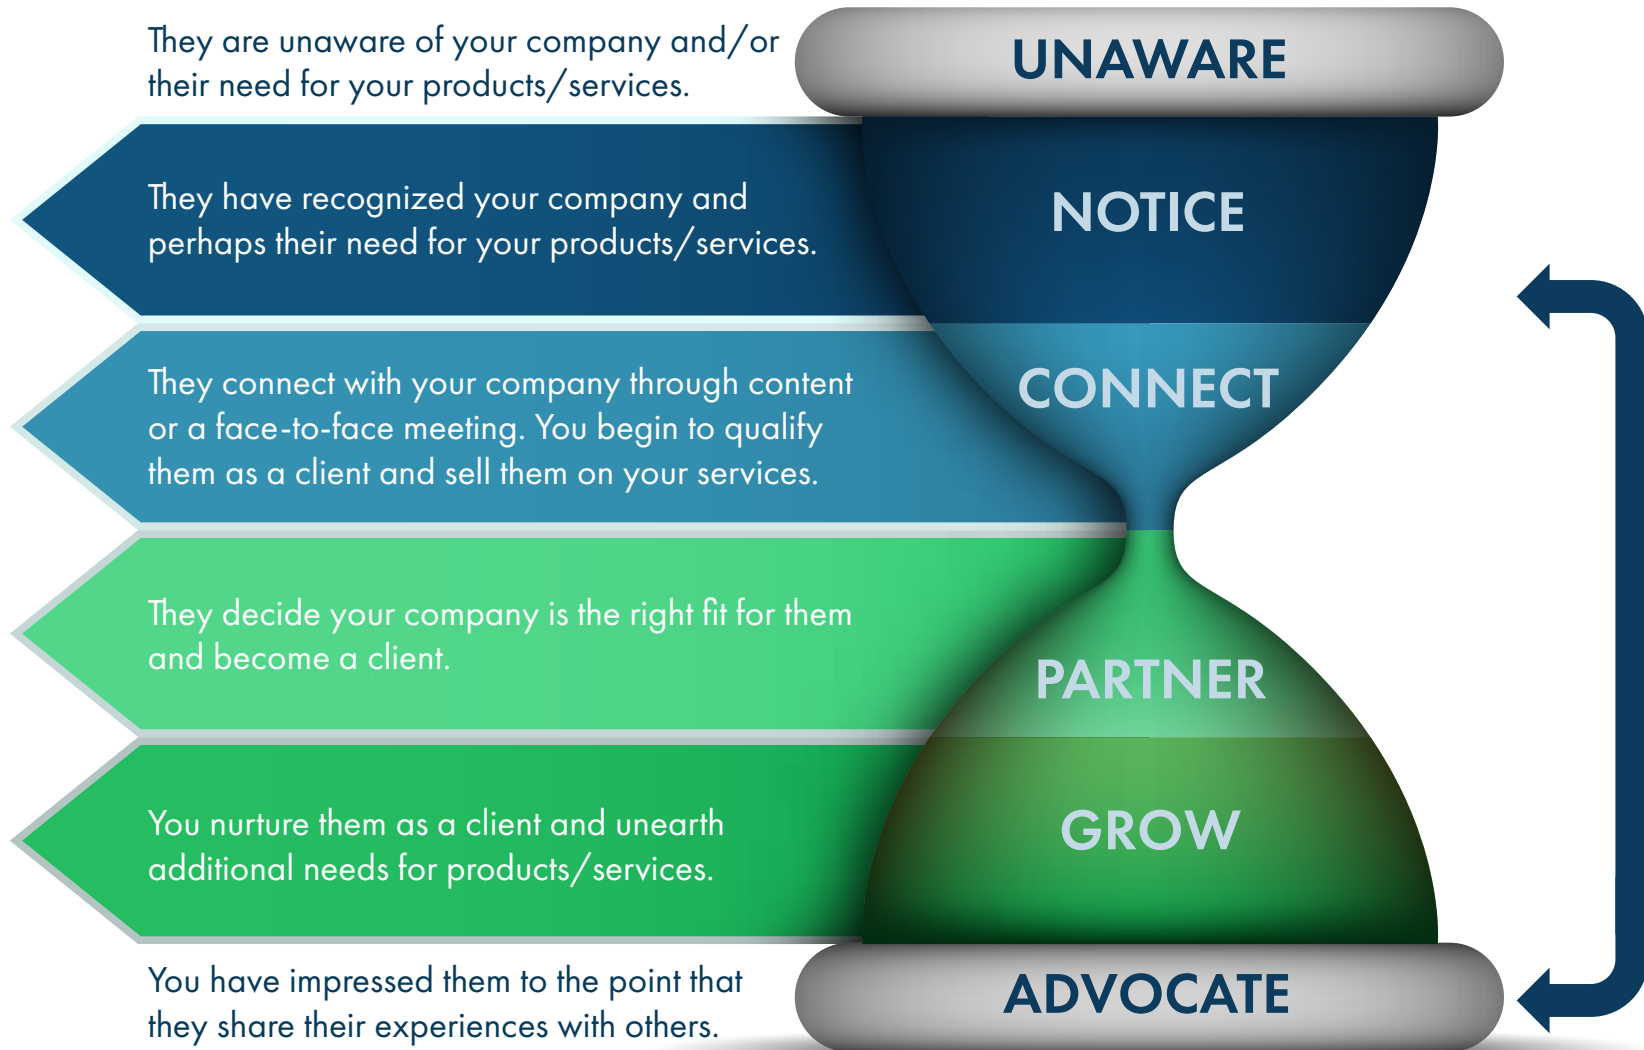 They are unaware of your company and/or
their need for your products/services.
UNAWARE
They have recognized your company and
perhaps their need for your products/services.
NOTICE
They connect with your company through content
or a face-to-face meeting. You begin to qualify
them as a client and sell them on your services.
CONNECT
They decide your company is the right fit for them
and become a client.
PARTNER
You nurture them as a client and unearth
additional needs for products/services.
GROW
You have impressed them to the point that
they share their experiences with others.
ADVOCATE